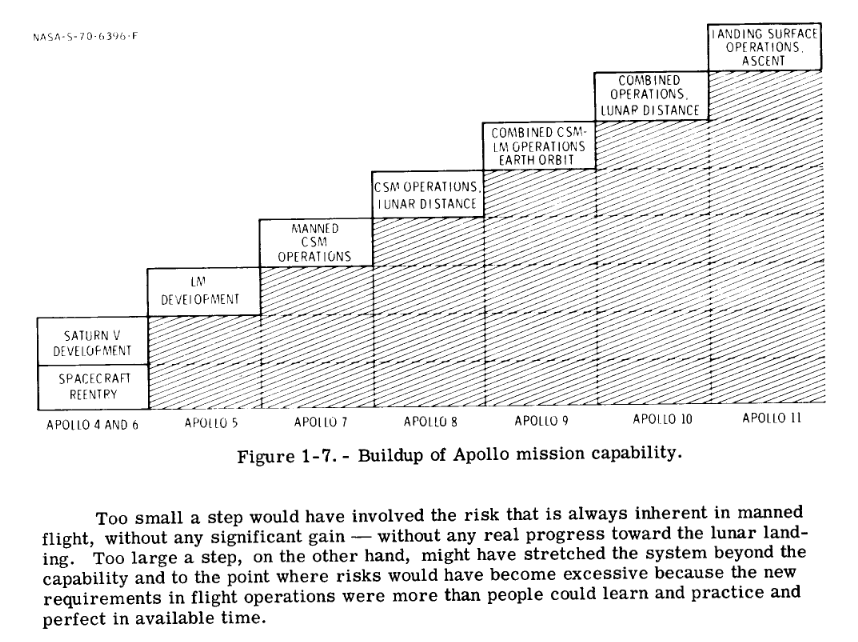 NASA-S-70-6396-F
LANDING SURFACE
OPERATIONS,
ASCENT
COMBINED
OPERATIONS,
LUNAR DISTANCE
COMBINED CSM-
LM OPERATIONS
EARTH ORBIT
CSM OPERATIONS,
LUNAR DISTANCE
MANNED
CSM
OPERATIONS
LM
DEVELOPMENT
SATURN V
DEVELOPMENT
SPACECRAFT
REENTRY
APOLLO 4 AND 6
APOLLO 5
APOLLO 7
APOLLO 8
APOLLO 9
APOLLO 10
APOLLO 11
Figure 1-7. - Buildup of Apollo mission capability.
Too small a step would have involved the risk that is always inherent in manned
flight, without any significant gain — without any real progress toward the lunar land-
ing. Too large a step, on the other hand, might have stretched the system beyond the
capability and to the point where risks would have become excessive because the new
requirements in flight operations were more than people could learn and practice and
perfect in available time.